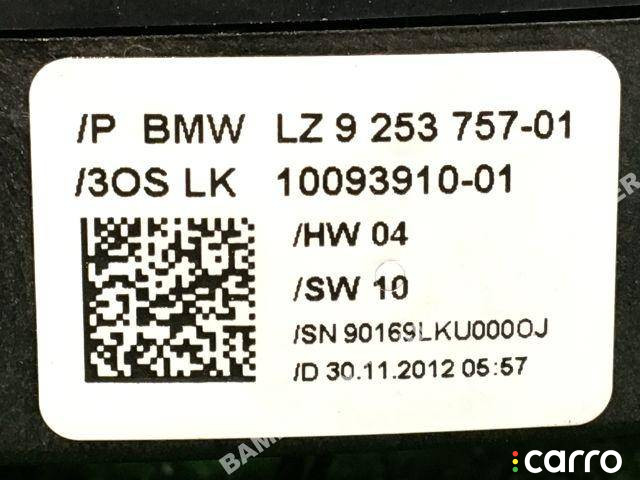 /P BMW LZ 9 253 757-01
/3OS LK 10093910-01
/HW 04
/SW 10
/SN 90169LKU000OJ
/D 30.11.2012 05:57
carro